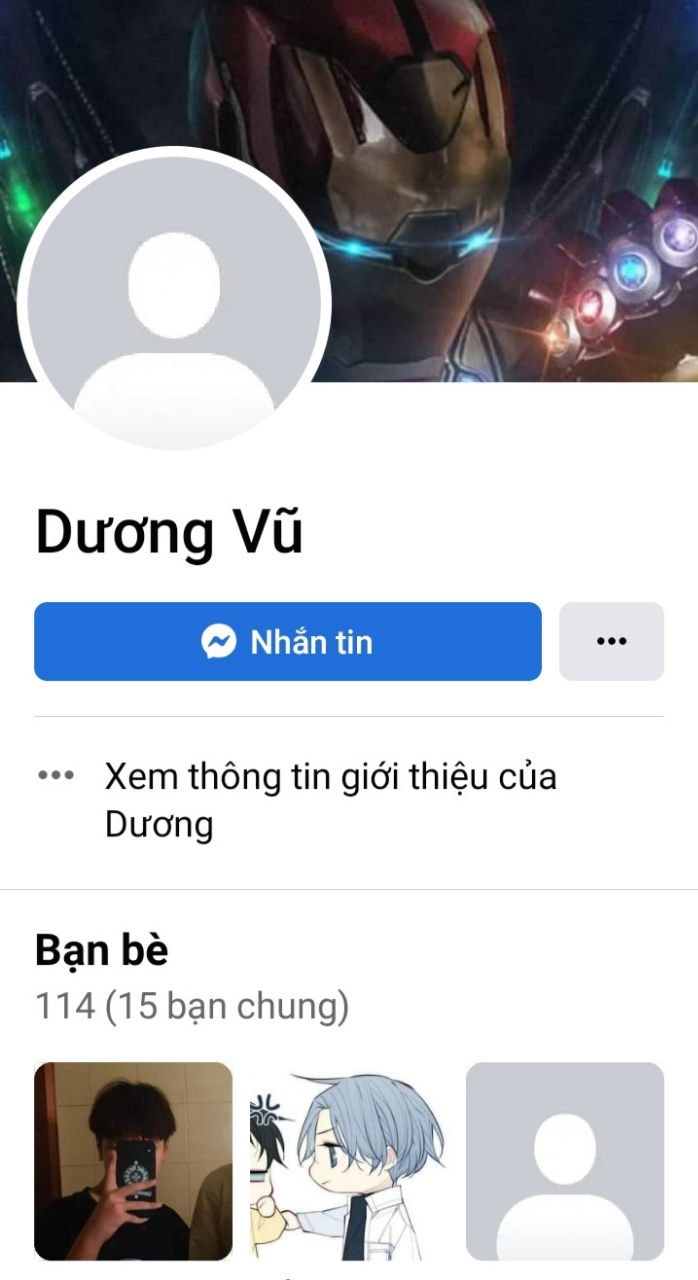 Dương Vũ
Nhắn tin
Xem thông tin giới thiệu của
Dương
Bạn bè
114 (15 bạn chung)